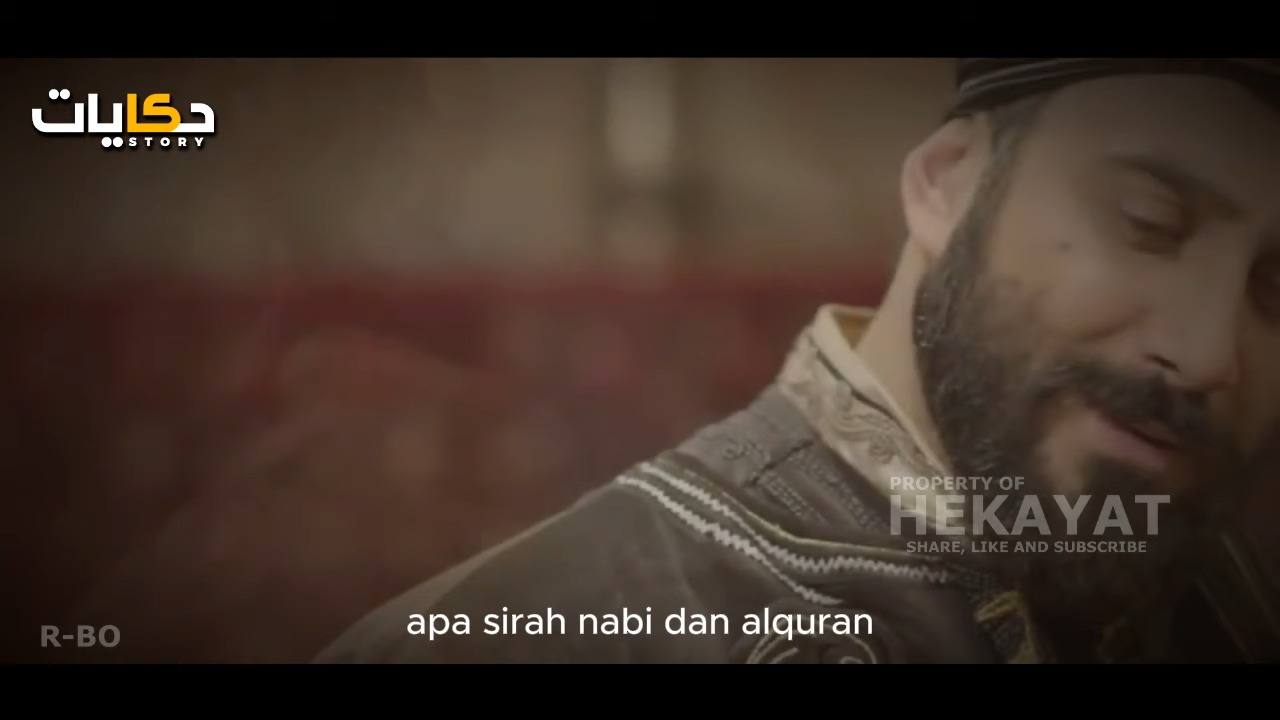 حكايات
STORY
PROPERTY OF
HEKAYAT
SHARE, LIKE AND SUBSCRIBE
apa sirah nabi dan alquran
R-BO